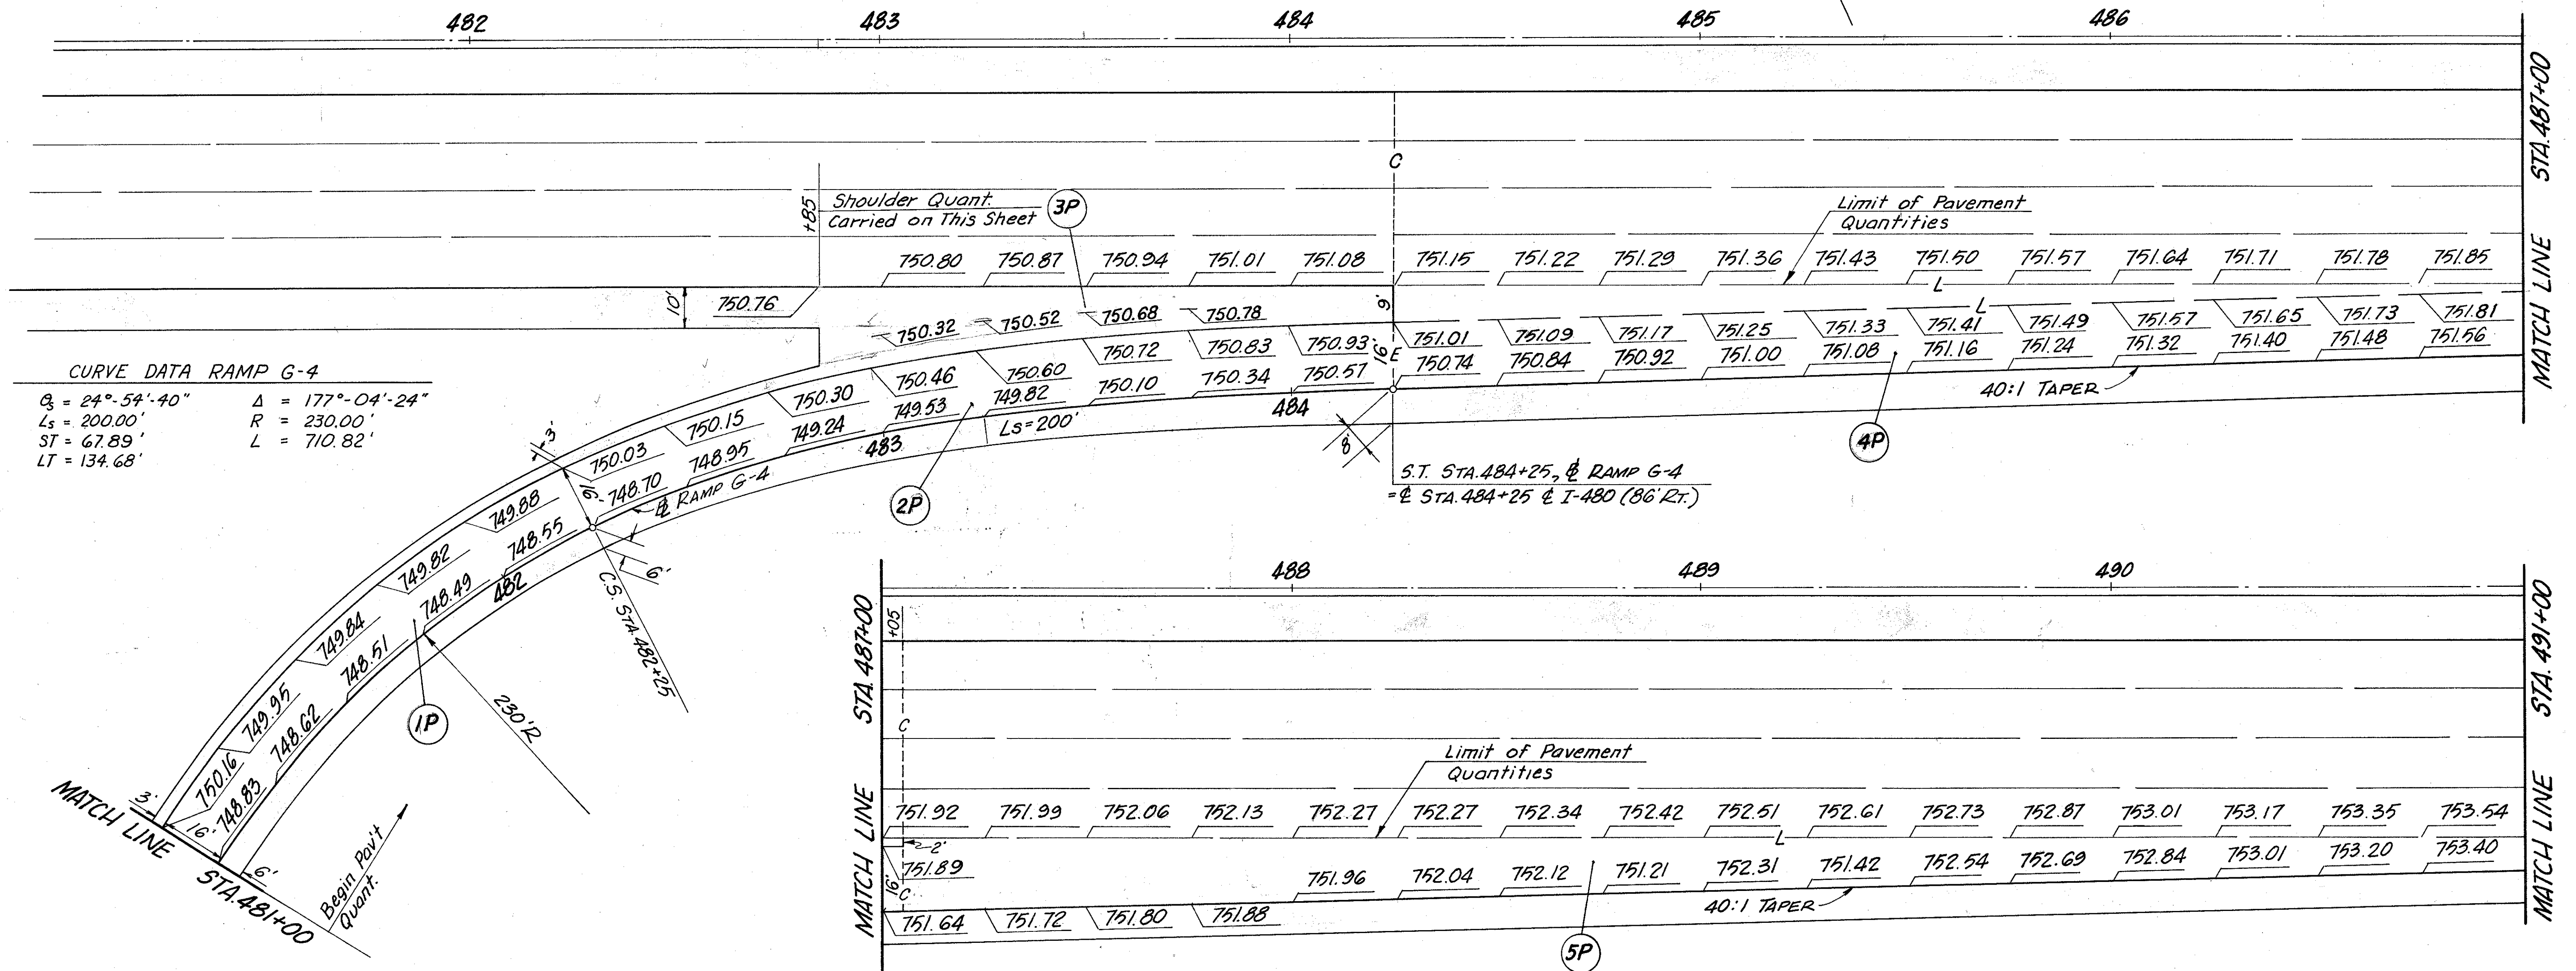 482 483 484 485 486
STA. 487+00
MATCH LINE
C
+85
Shoulder Quant.
Carried on This Sheet
3P
Limit of Pavement
Quantities
750.80 750.87 750.94 751.01 751.08 751.15 751.22 751.29 751.36 751.43 751.50 751.57 751.64 751.71 751.78 751.85
L
10'
750.76
9'
L
750.32 750.52 750.68 750.78
750.72 750.83 750.93 751.01 751.09 751.17 751.25 751.33 751.41 751.49 751.57 751.65 751.73 751.81
16' E
750.74 750.84 750.92 751.00 751.08 751.16 751.24 751.32 751.40 751.48 751.56
40:1 TAPER
4P
CURVE DATA RAMP G-4
θs = 24°-54'-40" Δ = 177°-04'-24"
Ls = 200.00' R = 230.00'
ST = 67.89' L = 710.82'
LT = 134.68'
750.03 750.15 750.30 750.46 750.60
748.70 748.95 749.24 749.53 749.82 750.10 750.34 750.57
483 484
Ls=200'
8'
2P
S.T. STA.484+25, ⅊ RAMP G-4
= ⅊ STA.484+25 ⅊ I-480 (86' RT.)
3'
16'
⅊ RAMP G-4
6'
C.S. STA.482+25
482
750.16 749.95 749.84 749.82 749.88
748.83 748.62 748.51 748.49 748.55
1P
230'R
3'
16'
6'
MATCH LINE STA.481+00
Begin Pav't
Quant.
488 489 490
STA. 487+00
MATCH LINE
+05
C
STA. 491+00
MATCH LINE
Limit of Pavement
Quantities
751.92 751.99 752.06 752.13 752.27 752.27 752.34 752.42 752.51 752.61 752.73 752.87 753.01 753.17 753.35 753.54
L
2'
751.89
16'
C
751.96 752.04 752.12 751.21 752.31 751.42 752.54 752.69 752.84 753.01 753.20 753.40
751.64 751.72 751.80 751.88
40:1 TAPER
5P